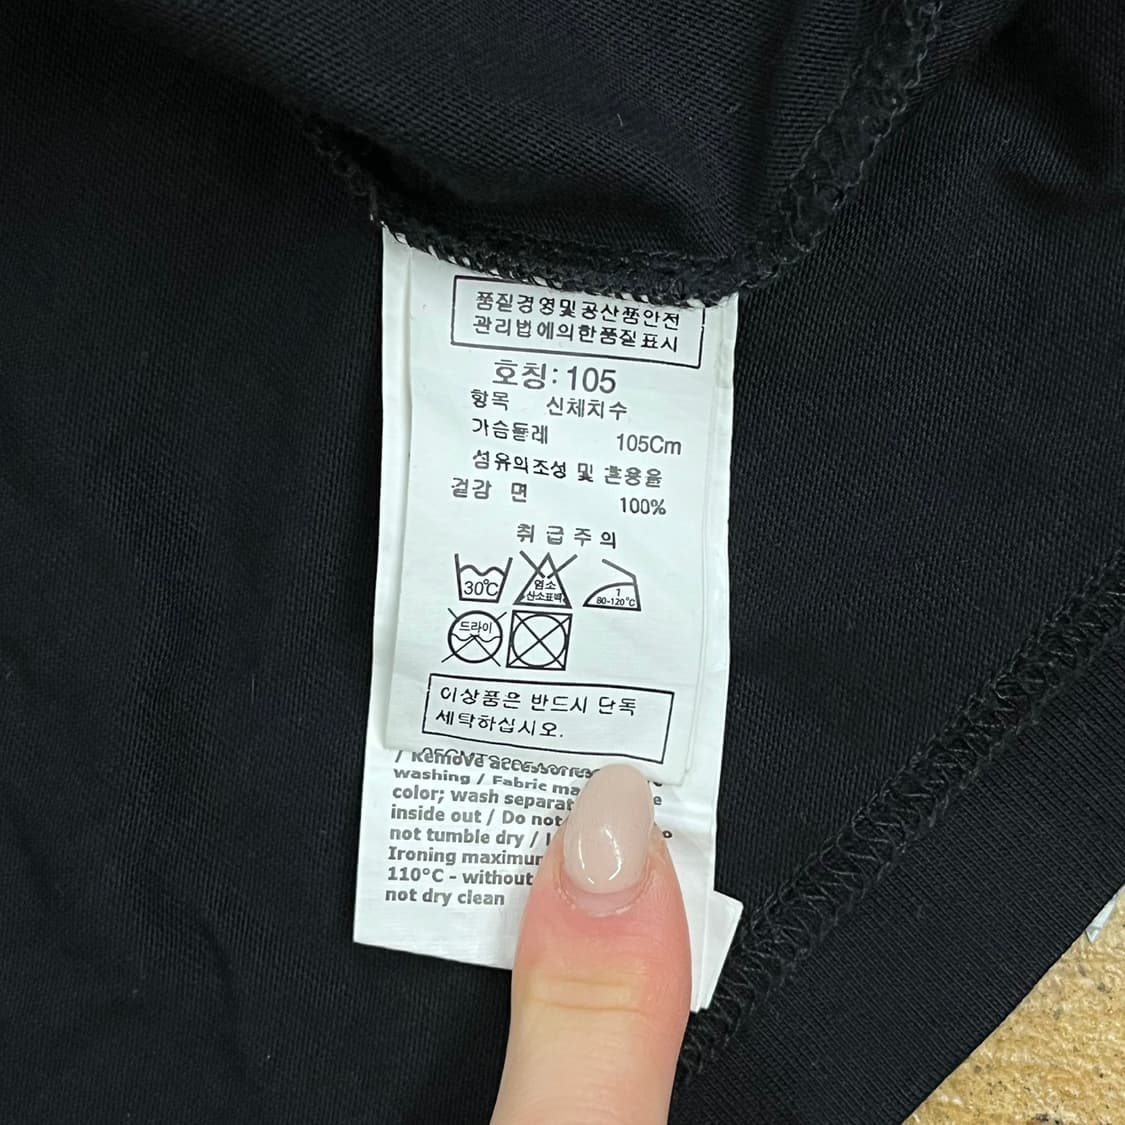 품질경영및공산품안전
관리법에의한품질표시
호칭:105
항목 신체치수
가슴둘레 105Cm
섬유의조성 및 혼용율
겉감 면 100%
취급주의
30℃
염소
산소표백
1
80-120℃
드라이
이상품은 반드시 단독
세탁하십시오.
/ Remove accessories
washing / Fabric
color; wash
inside out / Do not
not tumble dry /
Ironing
110°C - without
not dry clean